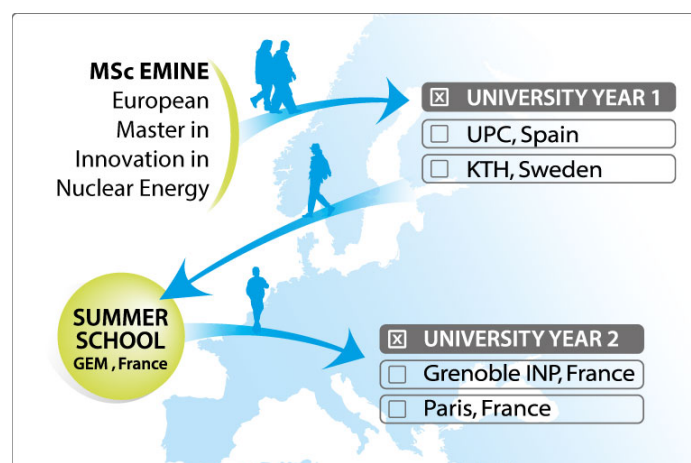 MSc EMINE
European
Master in
Innovation in
Nuclear Energy
UNIVERSITY YEAR 1
UPC, Spain
KTH, Sweden
SUMMER
SCHOOL
GEM , France
UNIVERSITY YEAR 2
Grenoble INP, France
Paris, France